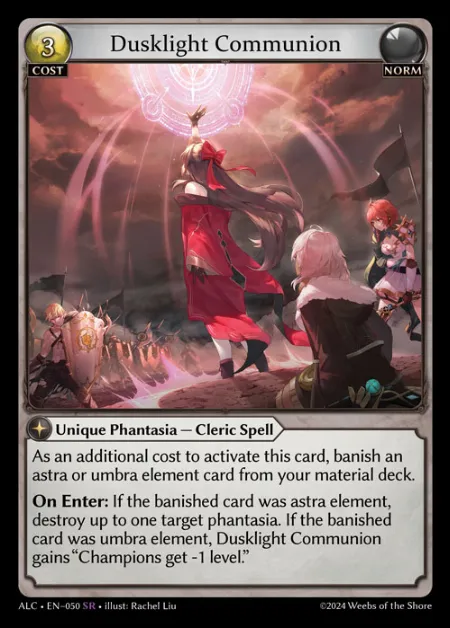 3 Dusklight Communion
COST NORM
Unique Phantasia — Cleric Spell
As an additional cost to activate this card, banish an
astra or umbra element card from your material deck.
On Enter: If the banished card was astra element,
destroy up to one target phantasia. If the banished
card was umbra element, Dusklight Communion
gains “Champions get -1 level.”
ALC • EN-050 SR • illust: Rachel Liu ©2024 Weebs of the Shore